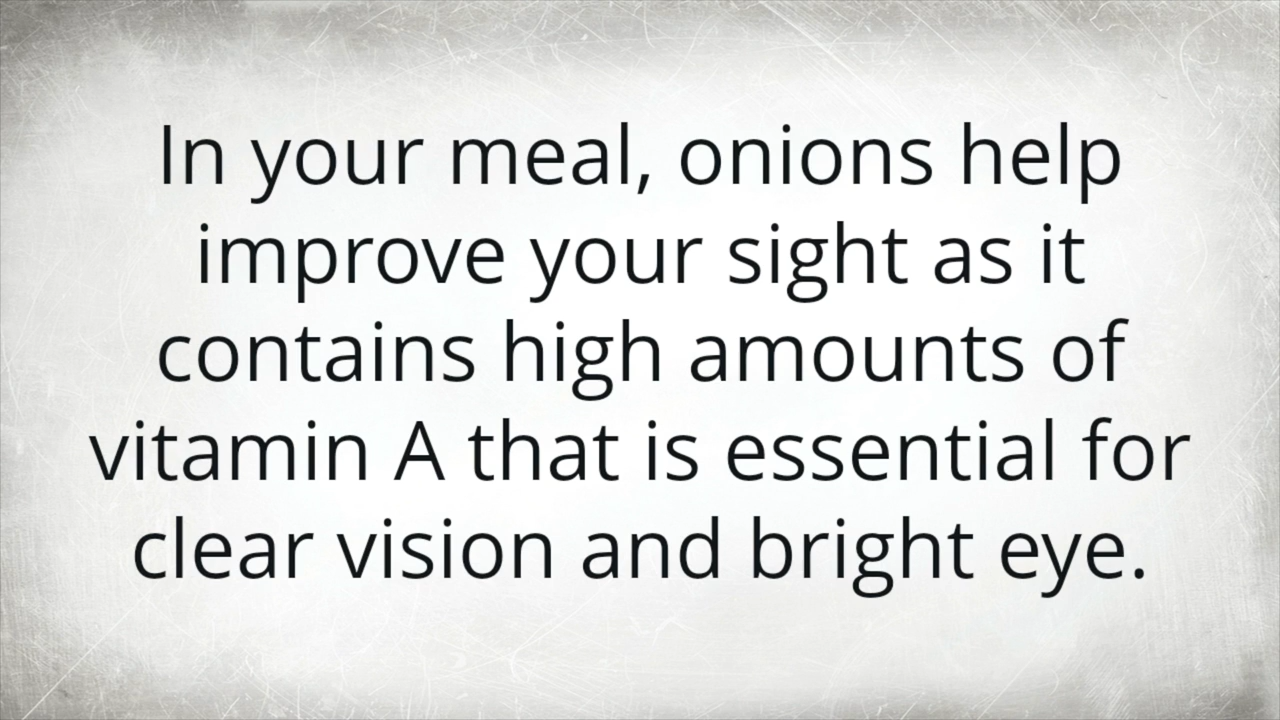 In your meal, onions help
improve your sight as it
contains high amounts of
vitamin A that is essential for
clear vision and bright eye.